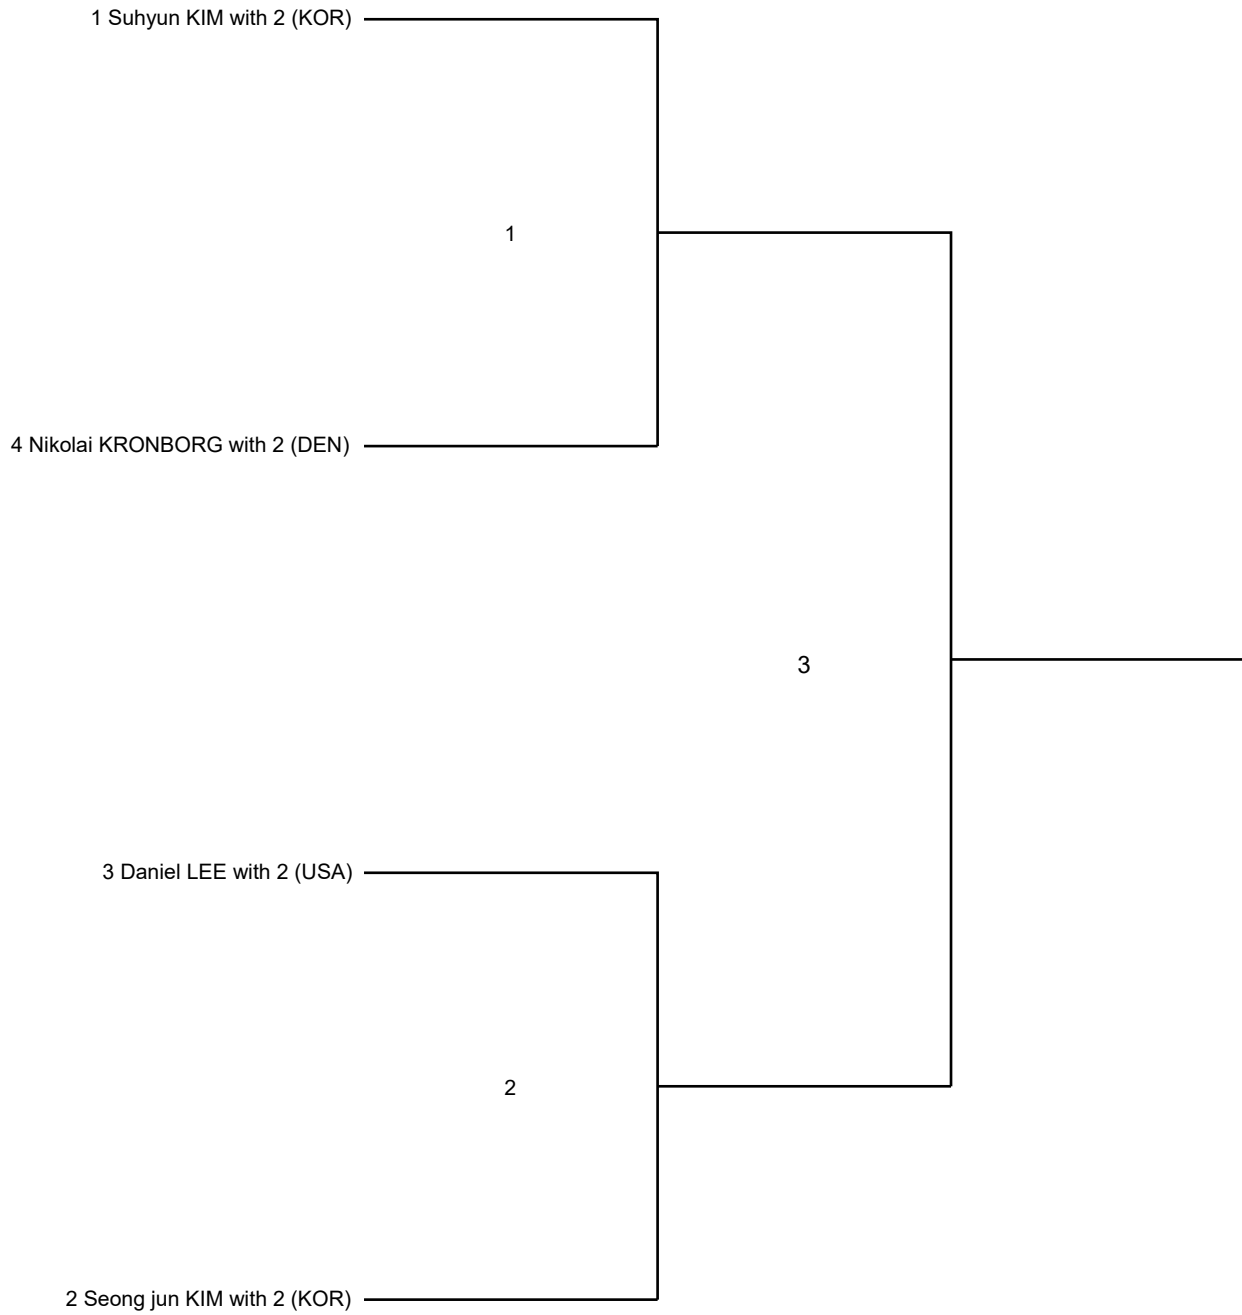 1 Suhyun KIM with 2 (KOR)
1
4 Nikolai KRONBORG with 2 (DEN)
3
3 Daniel LEE with 2 (USA)
2
2 Seong jun KIM with 2 (KOR)